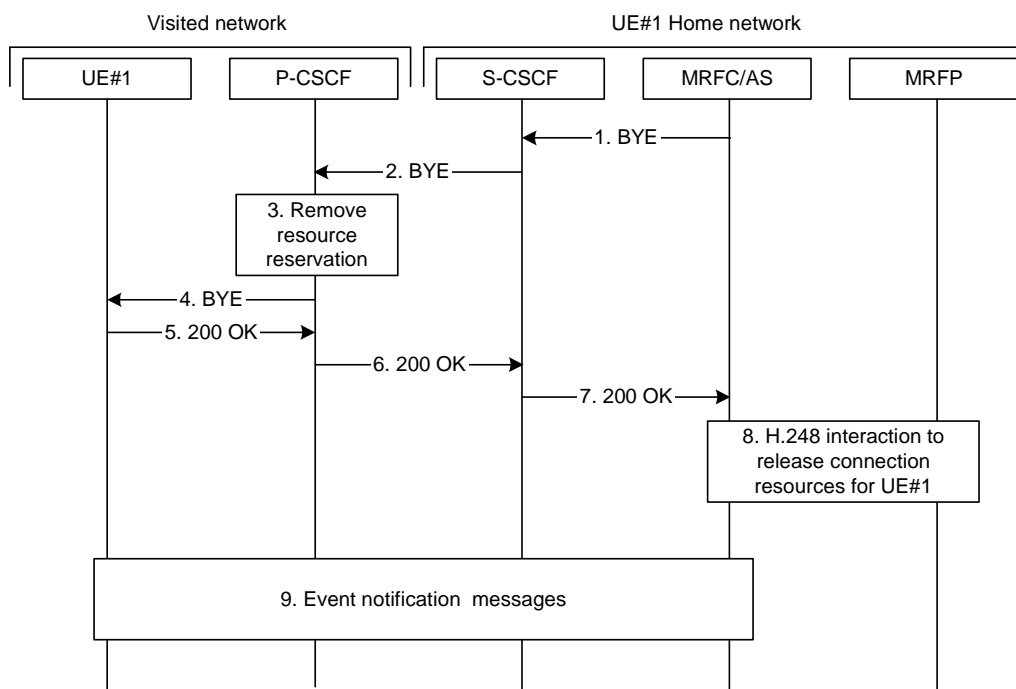 Visited network
UE#1 Home network
UE#1
P-CSCF
S-CSCF
MRFC/AS
MRFP
1. BYE
2. BYE
3. Remove
resource
reservation
4. BYE
5. 200 OK
6. 200 OK
7. 200 OK
8. H.248 interaction to
release connection
resources for UE#1
9. Event notification messages